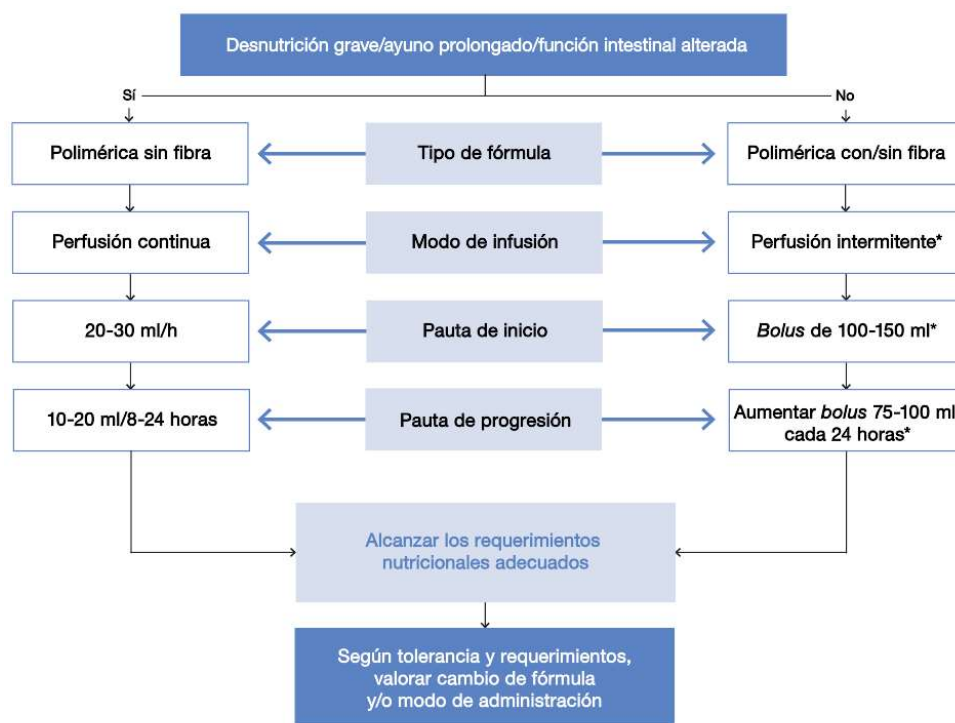 Desnutrición grave/ayuno prolongado/función intestinal alterada
Sí
No
Polimérica sin fibra
Tipo de fórmula
Polimérica con/sin fibra
Perfusión continua
Modo de infusión
Perfusión intermitente*
20-30 ml/h
Pauta de inicio
Bolus de 100-150 ml*
10-20 ml/8-24 horas
Pauta de progresión
Aumentar bolus 75-100 ml
cada 24 horas*
Alcanzar los requerimientos
nutricionales adecuados
Según tolerancia y requerimientos,
valorar cambio de fórmula
y/o modo de administración